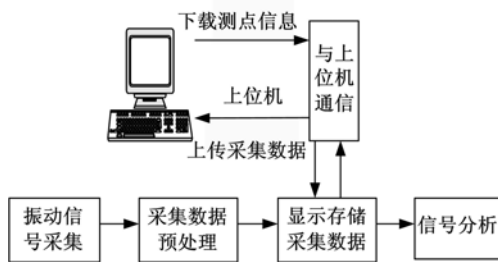 下载测点信息
与上
位机
通信
上位机
上传采集数据
振动信
号采集
采集数据
预处理
显示存储
采集数据
信号分析